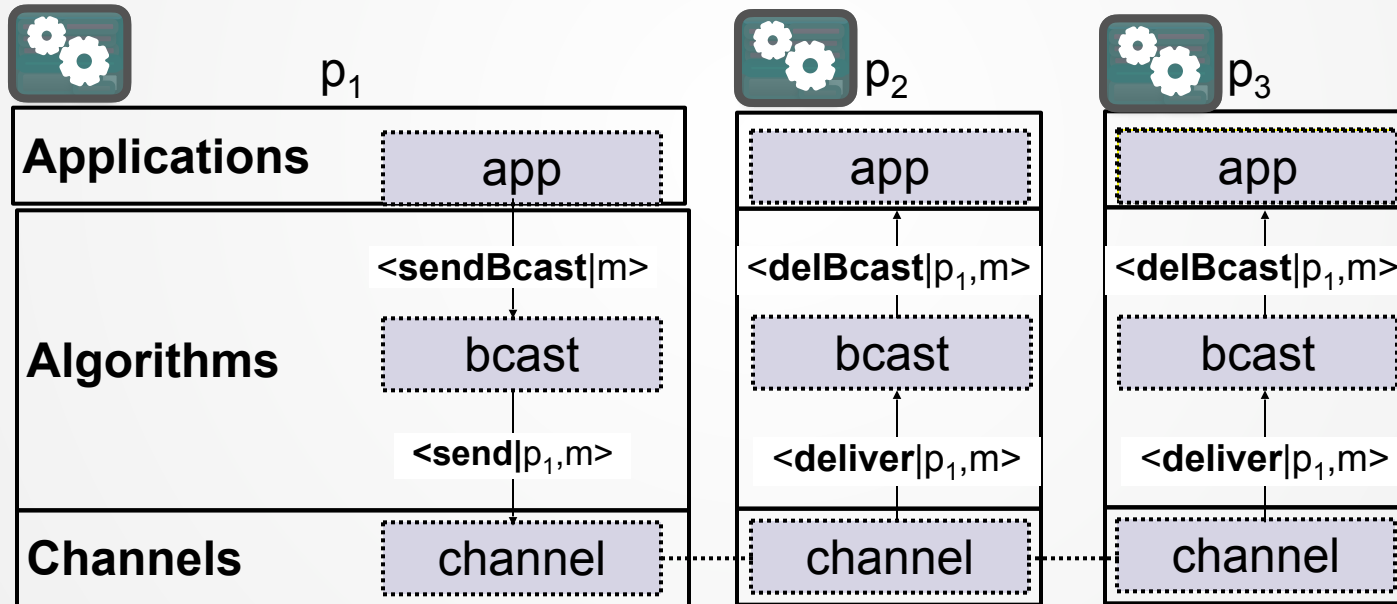 p₁ p₂ p₃
Applications app app app
<sendBcast|m> <delBcast|p₁,m> <delBcast|p₁,m>
Algorithms bcast bcast bcast
<send|p₁,m> <deliver|p₁,m> <deliver|p₁,m>
Channels channel channel channel